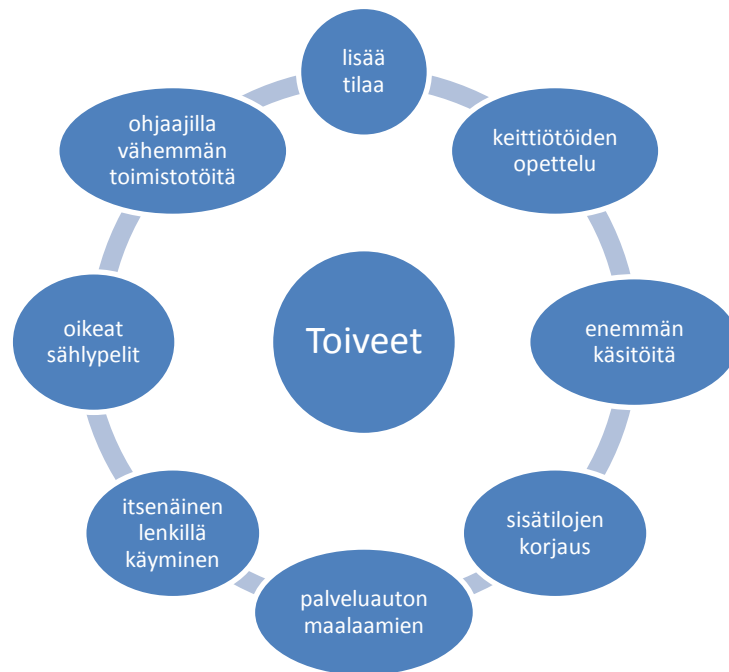 lisää
tilaa
keittiötöiden
opettelu
enemmän
käsitöitä
sisätilojen
korjaus
palveluauton
maalaamien
itsenäinen
lenkillä
käyminen
oikeat
sählypelit
ohjaajilla
vähemmän
toimistotöitä
Toiveet